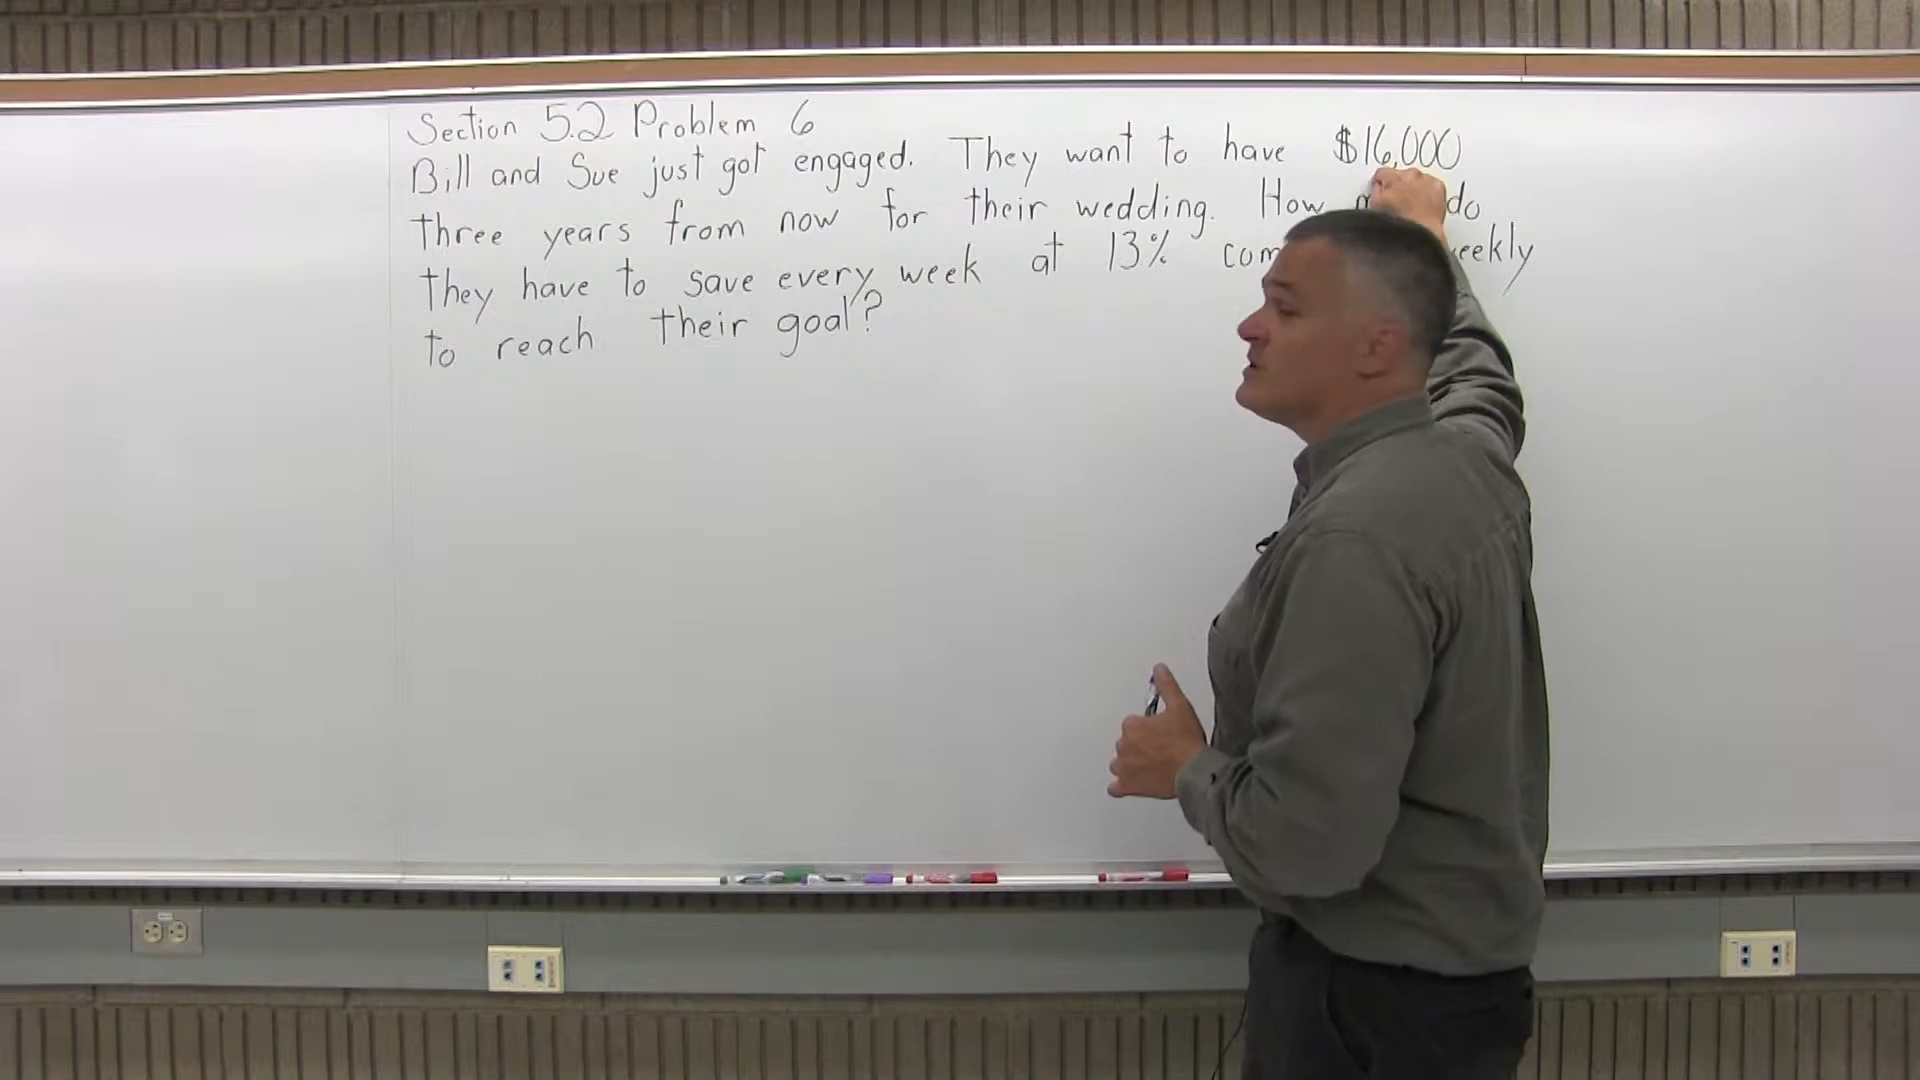 Section 5.2 Problem 6
Bill and Sue just got engaged. They want to have $16,000
three years from now for their wedding. How do
they have to save every week at 13%
to reach their goal?